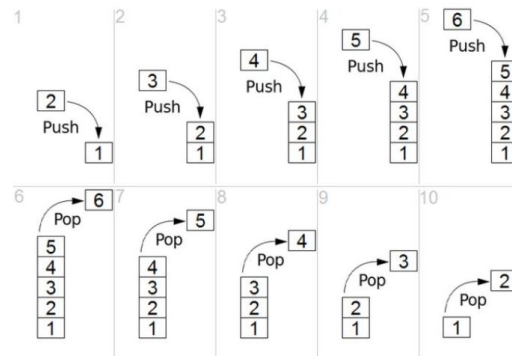 1 2 3 4 5
2 Push 1
3 Push 2 1
4 Push 3 2 1
5 Push 4 3 2 1
6 Push 5 4 3 2 1
6 7 8 9 10
6 Pop 5 4 3 2 1
5 Pop 4 3 2 1
4 Pop 3 2 1
3 Pop 2 1
2 Pop 1